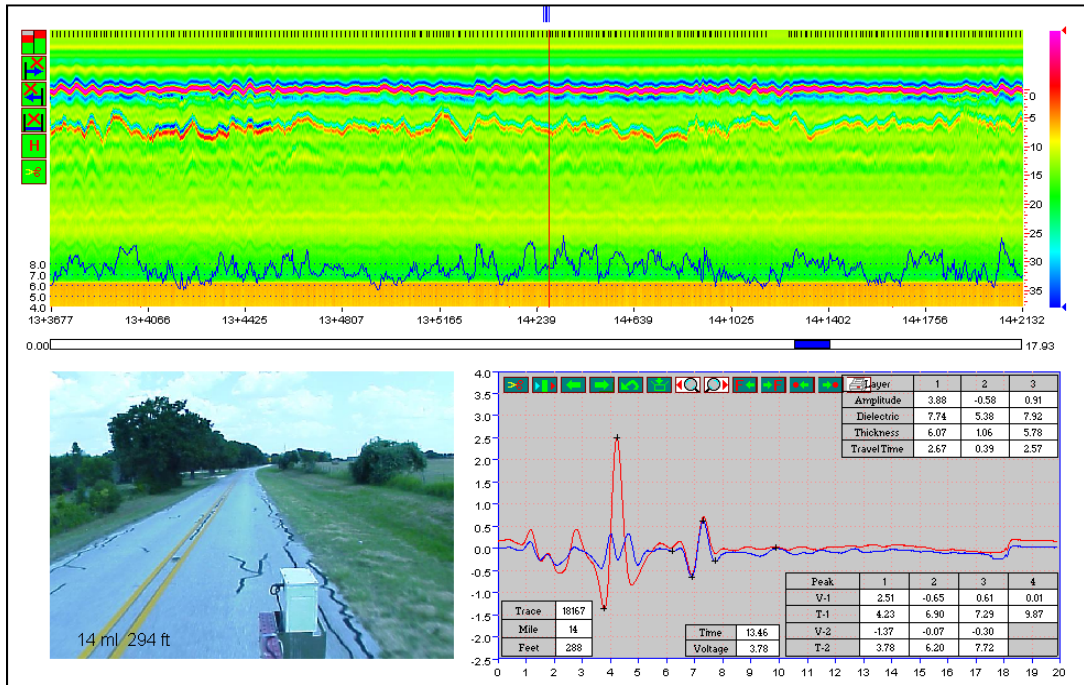 H
0
5
10
15
20
25
30
35
8.0
7.0
6.0
5.0
4.0
13+3677 13+4066 13+4425 13+4807 13+5165 14+239 14+639 14+1025 14+1402 14+1756 14+2132
0.00 17.93
14 ml 294 ft
4.0
3.5
3.0
2.5
2.0
1.5
1.0
0.5
0.0
-0.5
-1.0
-1.5
-2.0
-2.5
F F
Layer 1 2 3
Amplitude 3.88 -0.58 0.91
Dielectric 7.74 5.38 7.92
Thickness 6.07 1.06 5.78
Travel Time 2.67 0.39 2.57
Trace 18167
Mile 14
Feet 288
Time 13.46
Voltage 3.78
Peak 1 2 3 4
V-1 2.51 -0.65 0.61 0.01
T-1 4.23 6.90 7.29 9.87
V-2 -1.37 -0.07 -0.30
T-2 3.78 6.20 7.72
0 1 2 3 4 5 6 7 8 9 10 11 12 13 14 15 16 17 18 19 20